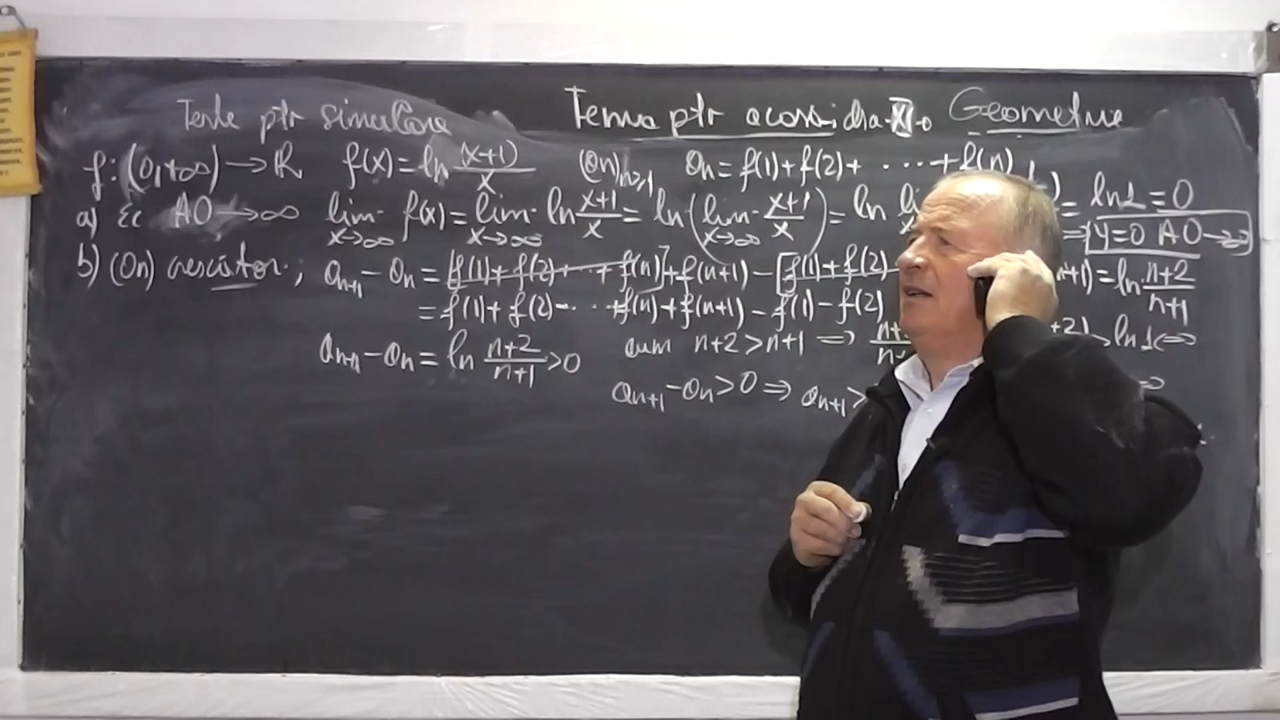 Teste ptr simulare
Tema ptr acasă Geometrie
f:(0,+∞)→R f(x)=ln (x+1)/x (an)n≥1 an=f(1)+f(2)+ ⋯⋯+f(n)
a) Ec AO→∞ lim x→∞ f(x)= lim x→∞ ln x+1/x = ln( lim x→∞ x+1/x )= ln = ln1=0
⇒ y=0 AO→∞
b) (an) crescător; an+1 − an = [f(1)+f(2)+⋯+f(n)]+f(n+1)−[f(1)+f(2) n+1)= ln n+2/n+1
= f(1)+f(2)⋯+f(n)+f(n+1)−f(1)−f(2)
an+1−an= ln n+2/n+1 >0 cum n+2>n+1 ⇒ > ln1 ⇔
an+1−an>0 ⇒ an+1> ⇒